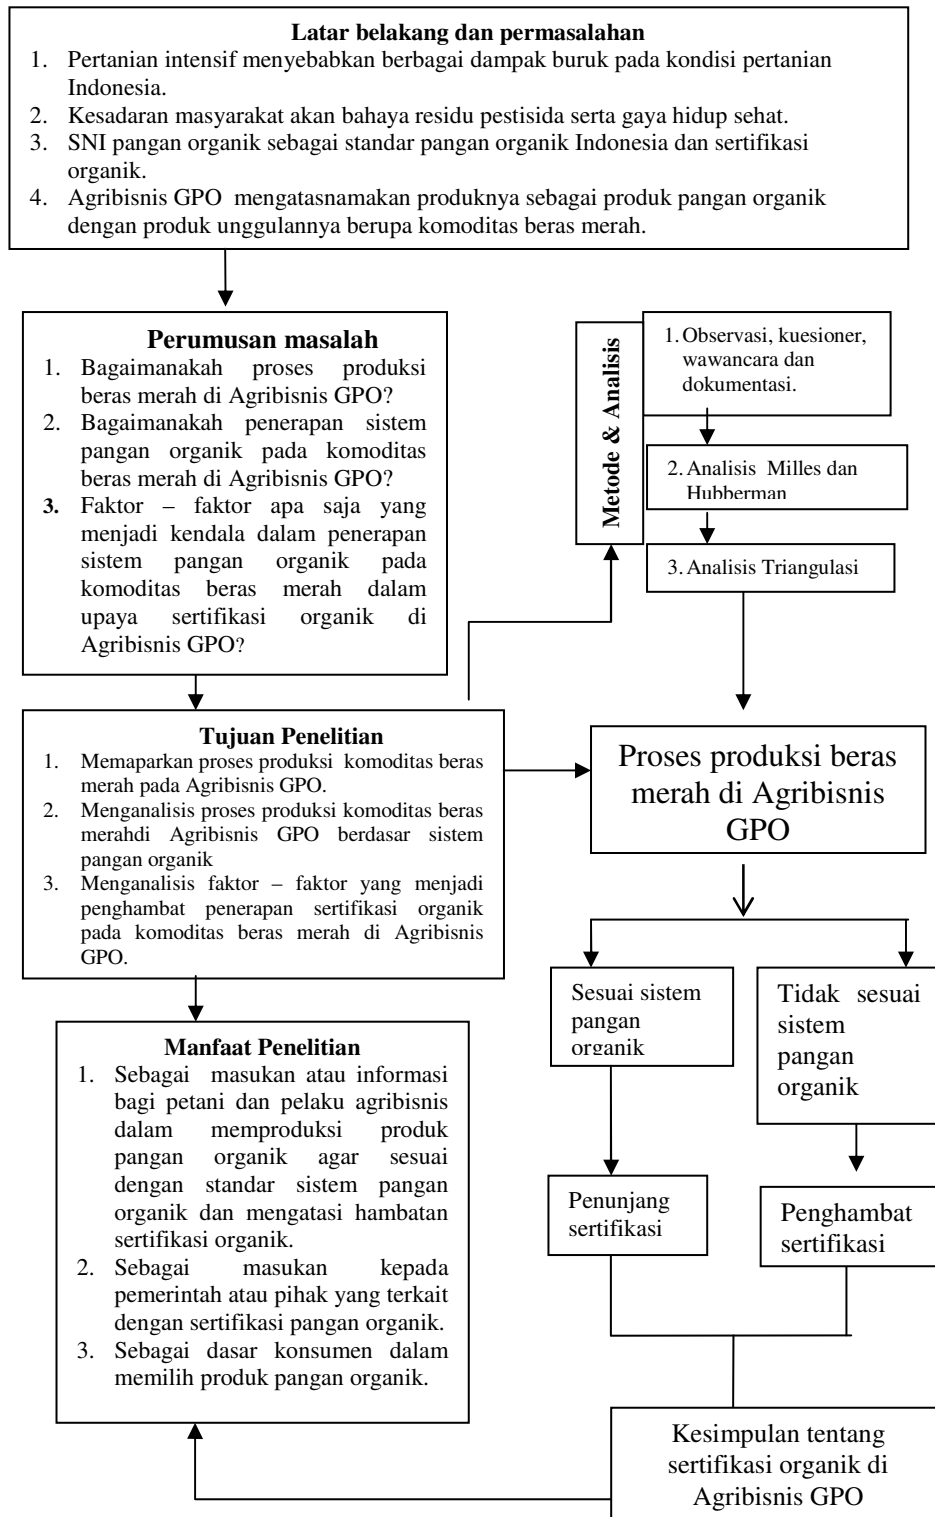 Latar belakang dan permasalahan
1. Pertanian intensif menyebabkan berbagai dampak buruk pada kondisi pertanian
Indonesia.
2. Kesadaran masyarakat akan bahaya residu pestisida serta gaya hidup sehat.
3. SNI pangan organik sebagai standar pangan organik Indonesia dan sertifikasi
organik.
4. Agribisnis GPO mengatasnamakan produknya sebagai produk pangan organik
dengan produk unggulannya berupa komoditas beras merah.
Perumusan masalah
1. Bagaimanakah proses produksi
beras merah di Agribisnis GPO?
2. Bagaimanakah penerapan sistem
pangan organik pada komoditas
beras merah di Agribisnis GPO?
3. Faktor – faktor apa saja yang
menjadi kendala dalam penerapan
sistem pangan organik pada
komoditas beras merah dalam
upaya sertifikasi organik di
Agribisnis GPO?
Metode & Analisis
1. Observasi, kuesioner,
wawancara dan
dokumentasi.
2. Analisis Milles dan
Hubberman
3. Analisis Triangulasi
Tujuan Penelitian
1. Memaparkan proses produksi komoditas beras
merah pada Agribisnis GPO.
2. Menganalisis proses produksi komoditas beras
merahdi Agribisnis GPO berdasar sistem
pangan organik
3. Menganalisis faktor – faktor yang menjadi
penghambat penerapan sertifikasi organik
pada komoditas beras merah di Agribisnis
GPO.
Proses produksi beras
merah di Agribisnis
GPO
Sesuai sistem
pangan
organik
Tidak sesuai
sistem
pangan
organik
Manfaat Penelitian
1. Sebagai masukan atau informasi
bagi petani dan pelaku agribisnis
dalam memproduksi produk
pangan organik agar sesuai
dengan standar sistem pangan
organik dan mengatasi hambatan
sertifikasi organik.
2. Sebagai masukan kepada
pemerintah atau pihak yang terkait
dengan sertifikasi pangan organik.
3. Sebagai dasar konsumen dalam
memilih produk pangan organik.
Penunjang
sertifikasi
Penghambat
sertifikasi
Kesimpulan tentang
sertifikasi organik di
Agribisnis GPO